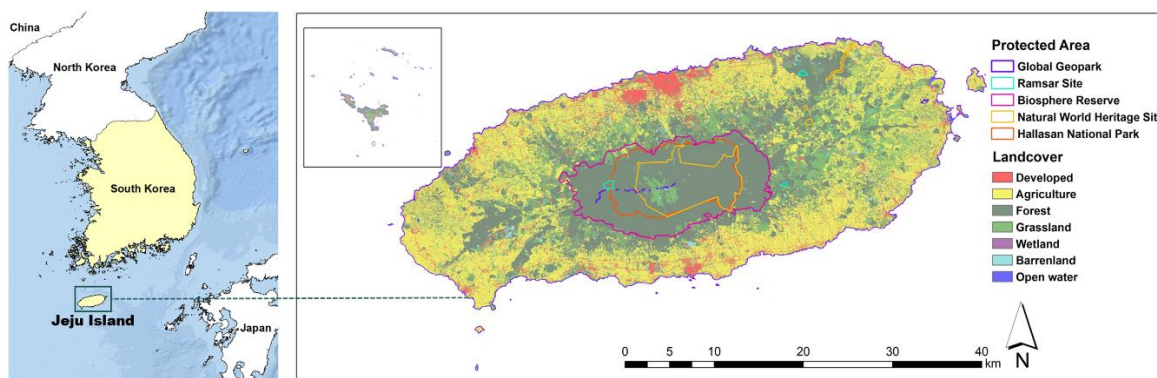 China
North Korea
South Korea
Jeju Island
Japan
Protected Area
Global Geopark
Ramsar Site
Biosphere Reserve
Natural World Heritage Sit
Hallasan National Park
Landcover
Developed
Agriculture
Forest
Grassland
Wetland
Barrenland
Open water
N
0 5 10 20 30 40
km